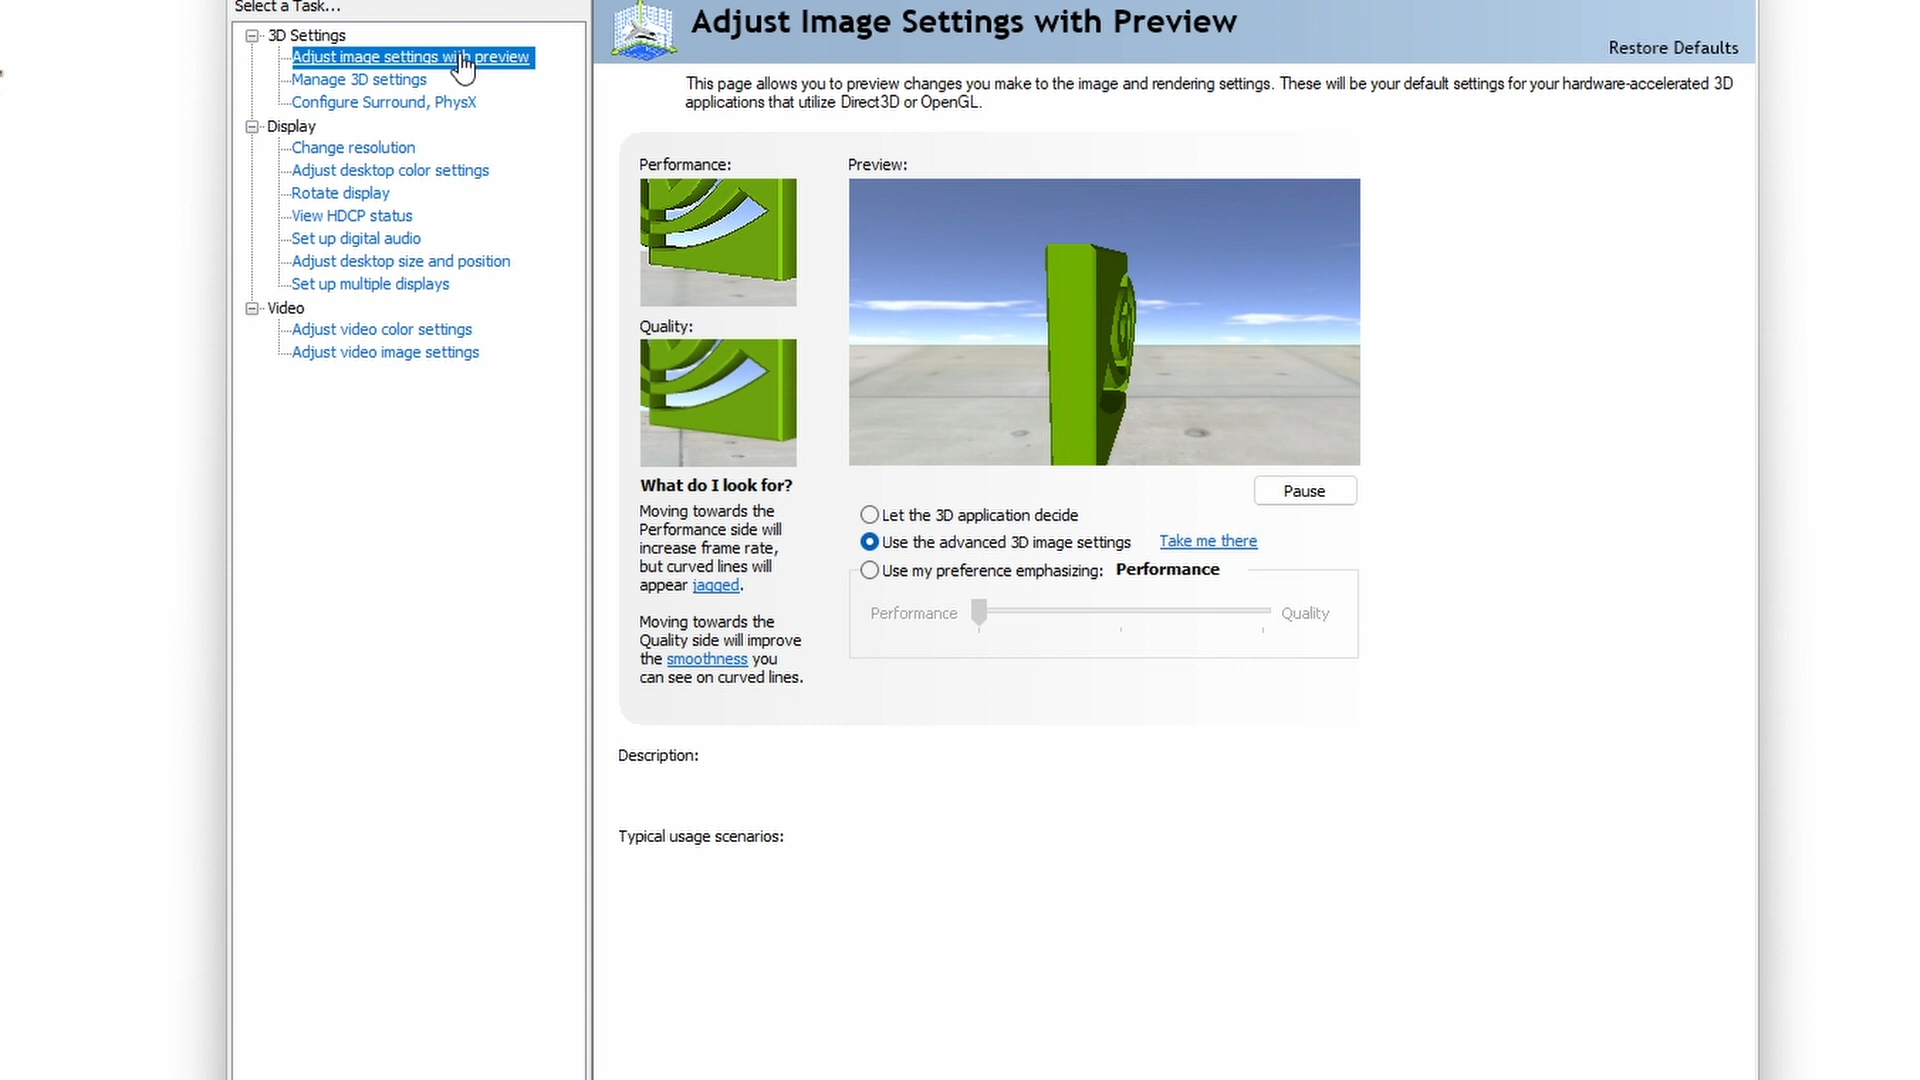 Select a Task...
3D Settings
Adjust image settings with preview
Manage 3D settings
Configure Surround, PhysX
Display
Change resolution
Adjust desktop color settings
Rotate display
View HDCP status
Set up digital audio
Adjust desktop size and position
Set up multiple displays
Video
Adjust video color settings
Adjust video image settings
Adjust Image Settings with Preview
Restore Defaults
This page allows you to preview changes you make to the image and rendering settings. These will be your default settings for your hardware-accelerated 3D
applications that utilize Direct3D or OpenGL.
Performance:
Quality:
What do I look for?
Moving towards the
Performance side will
increase frame rate,
but curved lines will
appear jagged.
Moving towards the
Quality side will improve
the smoothness you
can see on curved lines.
Preview:
Pause
Let the 3D application decide
Use the advanced 3D image settings Take me there
Use my preference emphasizing: Performance
Performance Quality
Description:
Typical usage scenarios: